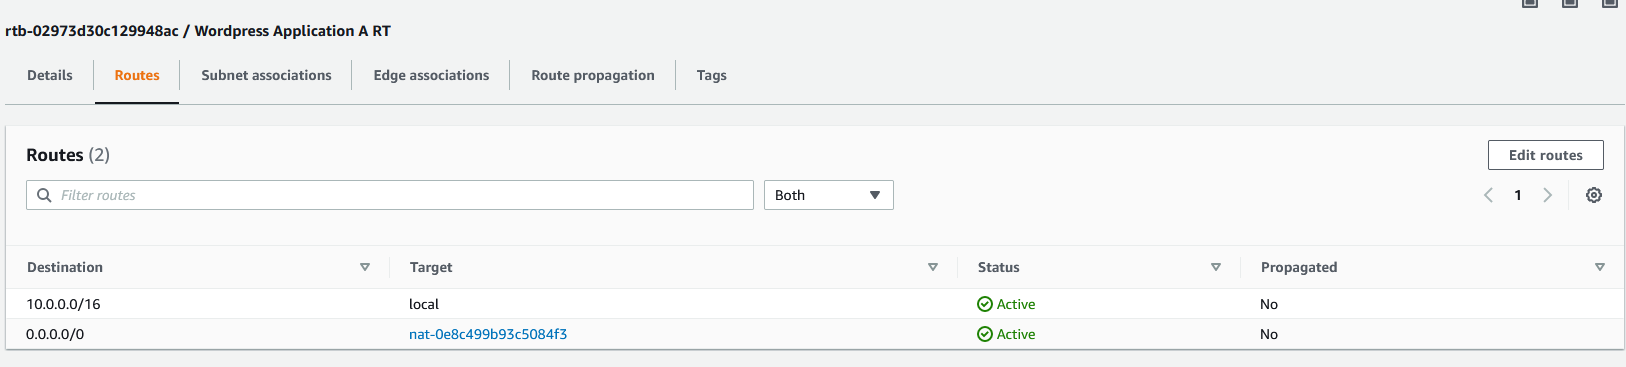 rtb-02973d30c129948ac / Wordpress Application A RT
Details Routes Subnet associations Edge associations Route propagation Tags
Routes (2) Edit routes
Filter routes Both 1
Destination Target Status Propagated
10.0.0.0/16 local Active No
0.0.0.0/0 nat-0e8c499b93c5084f3 Active No